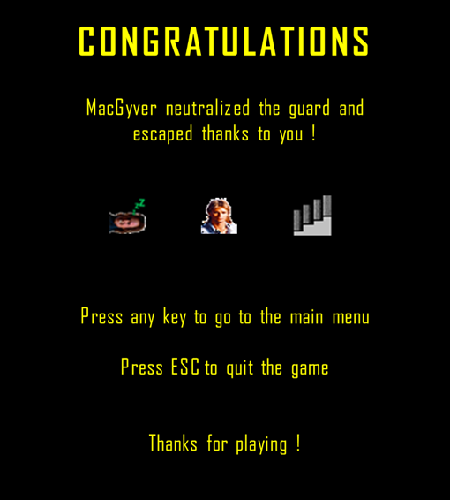 CONGRATULATIONS
MacGyver neutralized the guard and
escaped thanks to you !
z z
Press any key to go to the main menu
Press ESC to quit the game
Thanks for playing !